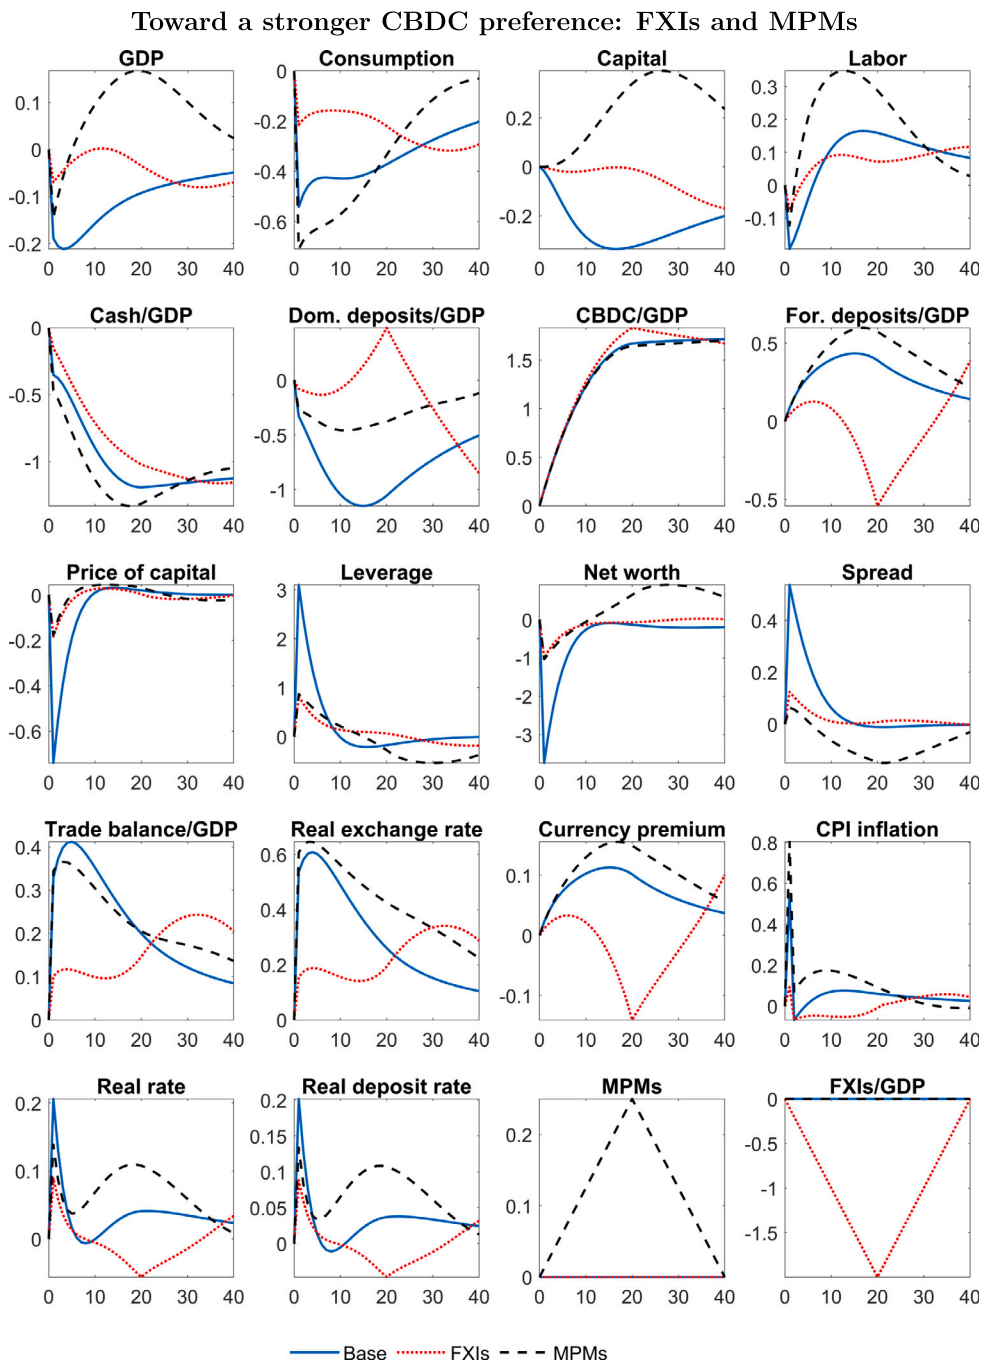 Toward a stronger CBDC preference: FXIs and MPMs
GDP Consumption Capital Labor
0.1 0 -0.1 -0.2
0 10 20 30 40
0 -0.2 -0.4 -0.6
0 10 20 30 40
0.2 0 -0.2
0 10 20 30 40
0.3 0.2 0.1 0 -0.1
0 10 20 30 40
Cash/GDP Dom. deposits/GDP CBDC/GDP For. deposits/GDP
0 -0.5 -1
0 10 20 30 40
0 -0.5 -1
0 10 20 30 40
1.5 1 0.5 0
0 10 20 30 40
0.5 0 -0.5
0 10 20 30 40
Price of capital Leverage Net worth Spread
0 -0.2 -0.4 -0.6
0 10 20 30 40
3 2 1 0
0 10 20 30 40
0 -1 -2 -3
0 10 20 30 40
0.4 0.2 0
0 10 20 30 40
Trade balance/GDP Real exchange rate Currency premium CPI inflation
0.4 0.3 0.2 0.1 0
0 10 20 30 40
0.6 0.4 0.2 0
0 10 20 30 40
0.1 0 -0.1
0 10 20 30 40
0.8 0.6 0.4 0.2 0
0 10 20 30 40
Real rate Real deposit rate MPMs FXIs/GDP
0.2 0.1 0
0 10 20 30 40
0.2 0.15 0.1 0.05 0
0 10 20 30 40
0.2 0.1 0
0 10 20 30 40
0 -0.5 -1 -1.5
0 10 20 30 40
Base FXIs MPMs